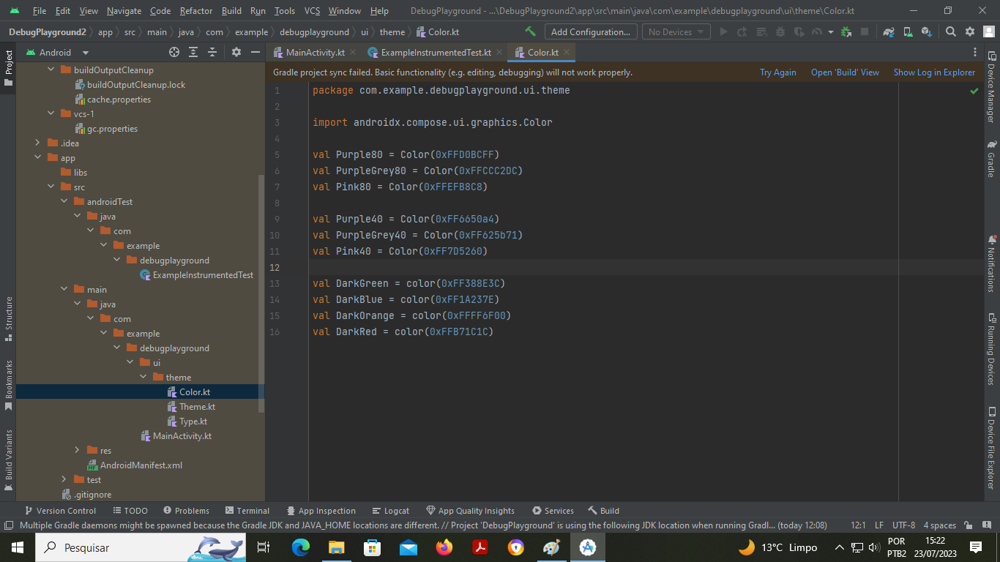 File Edit View Navigate Code Refactor Build Run Tools VCS Window Help DebugPlayground - ...\DebugPlayground2\app\src\main\java\com\example\debugplayground\ui\theme\Color.kt
DebugPlayground2 app src main java com example debugplayground ui theme Color.kt Add Configuration... No Devices
Project
Android
MainActivity.kt ExampleInstrumentedTest.kt Color.kt
Gradle project sync failed. Basic functionality (e.g. editing, debugging) will not work properly. Try Again Open 'Build' View Show Log in Explorer
buildOutputCleanup
buildOutputCleanup.lock
cache.properties
vcs-1
gc.properties
.idea
app
libs
src
androidTest
java
com
example
debugplayground
ExampleInstrumentedTest
main
java
com
example
debugplayground
ui
theme
Color.kt
Theme.kt
Type.kt
MainActivity.kt
res
AndroidManifest.xml
MF
test
.gitignore
Structure
Bookmarks
Build Variants
1 package com.example.debugplayground.ui.theme
2
3 import androidx.compose.ui.graphics.Color
4
5 val Purple80 = Color(0xFFD0BCFF)
6 val PurpleGrey80 = Color(0xFFCCC2DC)
7 val Pink80 = Color(0xFFEFB8C8)
8
9 val Purple40 = Color(0xFF6650a4)
10 val PurpleGrey40 = Color(0xFF625b71)
11 val Pink40 = Color(0xFF7D5260)
12
13 val DarkGreen = color(0xFF388E3C)
14 val DarkBlue = color(0xFF1A237E)
15 val DarkOrange = color(0xFFFF6F00)
16 val DarkRed = color(0xFFB71C1C)
Device Manager
Gradle
Notifications
Running Devices
Device File Explorer
Version Control TODO Problems Terminal App Inspection Logcat App Quality Insights Services Build
Multiple Gradle daemons might be spawned because the Gradle JDK and JAVA_HOME locations are different. // Project 'DebugPlayground' is using the following JDK location when running Gradl... (today 12:08) 12:1 LF UTF-8 4 spaces
Pesquisar
13°C Limpo
POR
PTB2
15:22
23/07/2023